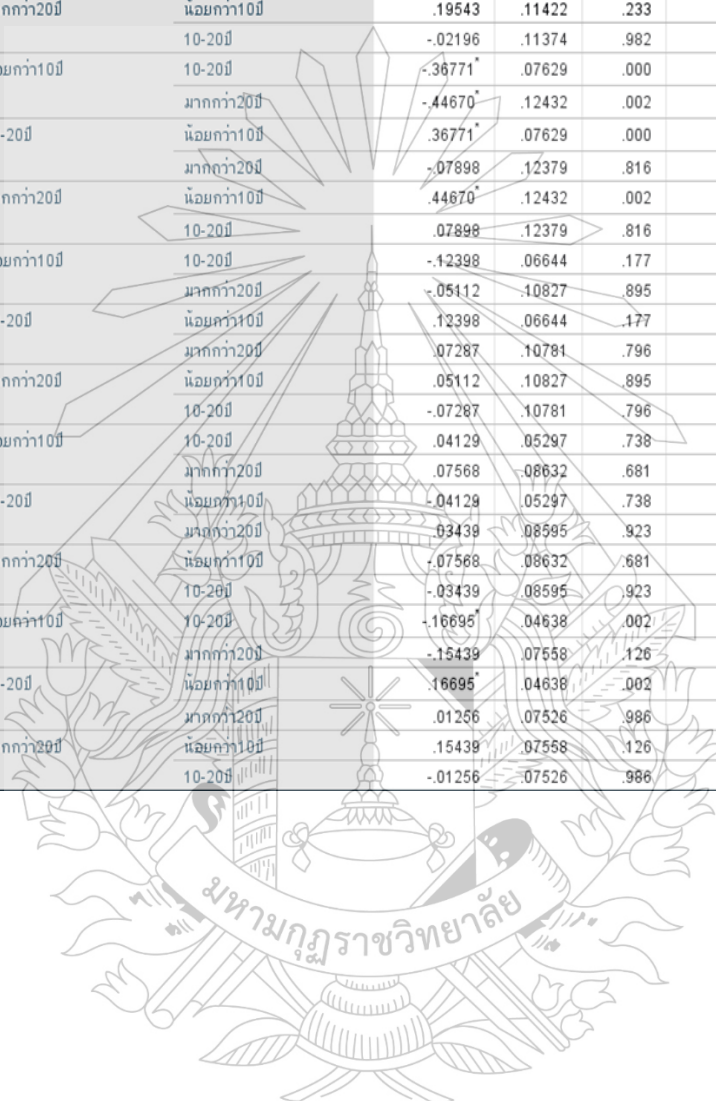 กกว่า20ปี น้อยกว่า10ปี .19543 .11422 .233
10-20ปี -.02196 .11374 .982
ยกว่า10ปี 10-20ปี -.36771* .07629 .000
มากกว่า20ปี -.44670* .12432 .002
-20ปี น้อยกว่า10ปี .36771* .07629 .000
มากกว่า20ปี -.07898 .12379 .816
กกว่า20ปี น้อยกว่า10ปี .44670* .12432 .002
10-20ปี .07898 .12379 .816
ยกว่า10ปี 10-20ปี -.12398 .06644 .177
มากกว่า20ปี -.05112 .10827 .895
-20ปี น้อยกว่า10ปี .12398 .06644 .177
มากกว่า20ปี .07287 .10781 .796
กกว่า20ปี น้อยกว่า10ปี .05112 .10827 .895
10-20ปี -.07287 .10781 .796
ยกว่า10ปี 10-20ปี .04129 .05297 .738
มากกว่า20ปี .07568 .08632 .681
-20ปี น้อยกว่า10ปี -.04129 .05297 .738
มากกว่า20ปี .03439 .08595 .923
กกว่า20ปี น้อยกว่า10ปี -.07568 .08632 .681
10-20ปี -.03439 .08595 .923
ยกว่า10ปี 10-20ปี -.16695* .04638 .002
มากกว่า20ปี -.15439 .07558 .126
-20ปี น้อยกว่า10ปี .16695* .04638 .002
มากกว่า20ปี .01256 .07526 .986
กกว่า20ปี น้อยกว่า10ปี .15439 .07558 .126
10-20ปี -.01256 .07526 .986
มหามกุฏราชวิทยาลัย